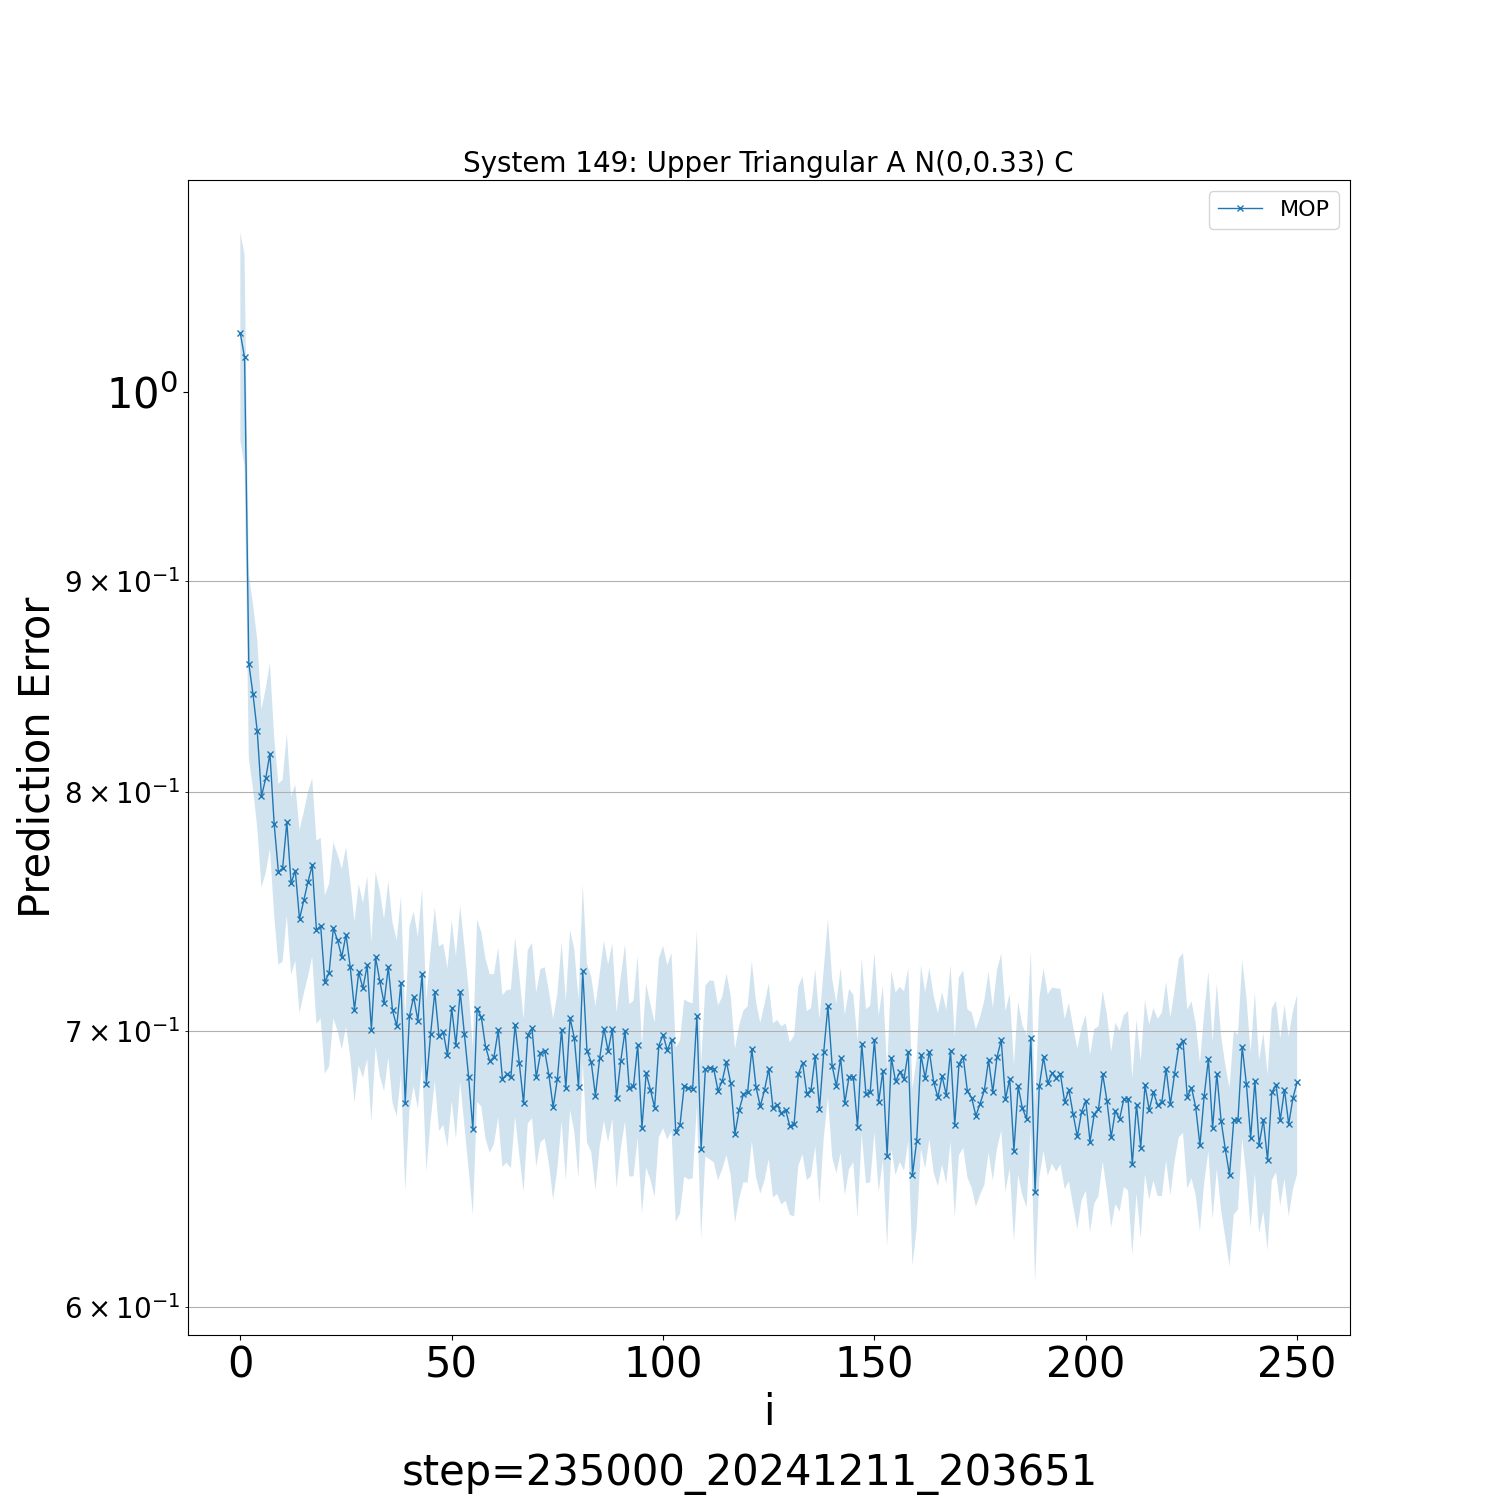 System 149: Upper Triangular A N(0,0.33) C
MOP
Prediction Error
10⁰
9 × 10⁻¹
8 × 10⁻¹
7 × 10⁻¹
6 × 10⁻¹
0 50 100 150 200 250
i
step=235000_20241211_203651